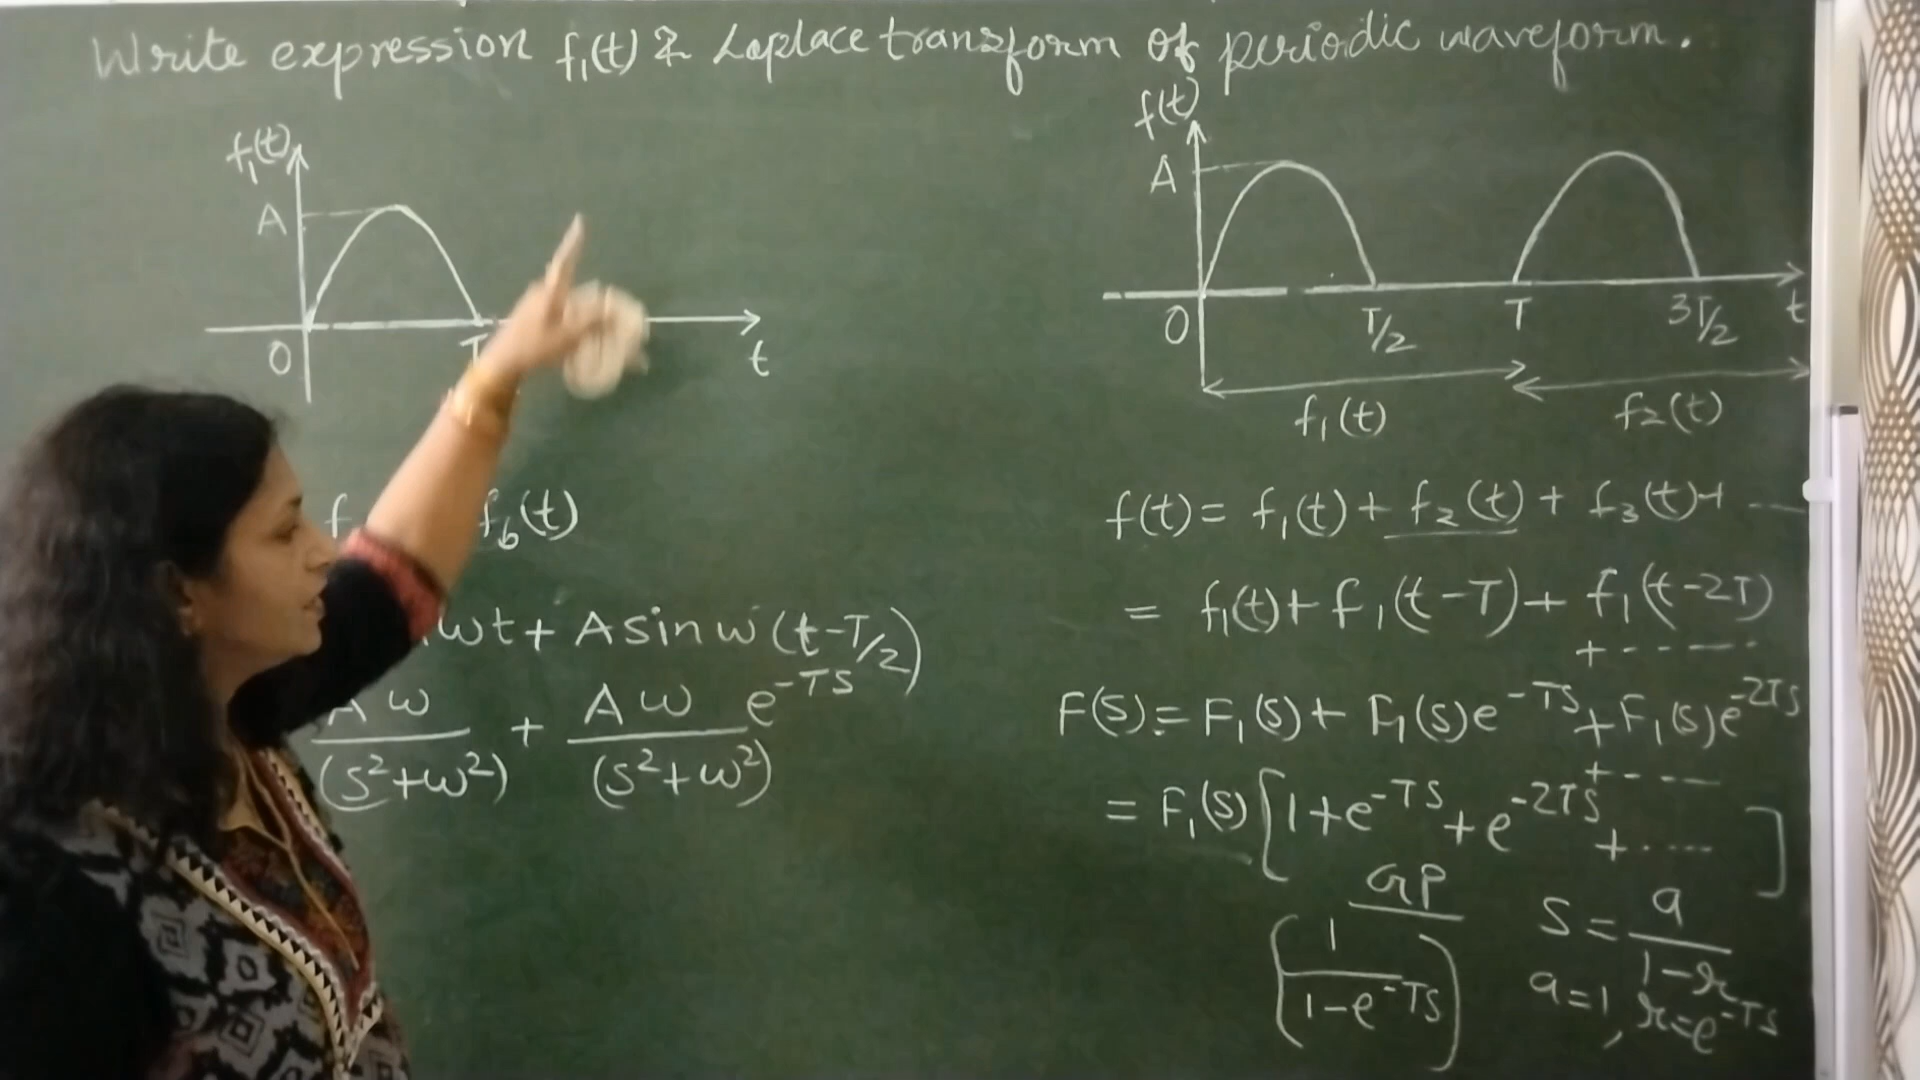 Write expression f₁(t) & Laplace transform of periodic waveform.
f₁(t)
A
0
T
t
f(t)
A
0
T/2
T
3T/2
t
f₁(t)
f₂(t)
f
f_b(t)
wt + A sin w (t-T/2)
Aω/(s²+ω²) + Aω/(s²+ω²) e^-TS
f(t) = f₁(t) + f₂(t) + f₃(t) + ----
= f₁(t) + f₁(t-T) + f₁(t-2T)
+ ------
F(S) = F₁(S) + F₁(S)e^-TS + F₁(S)e^-2TS
+ ----
= F₁(S) [1 + e^-TS + e^-2TS + ....]
GP
(1/(1-e^-TS))
S = a/(1-r)
a=1, r=e^-TS